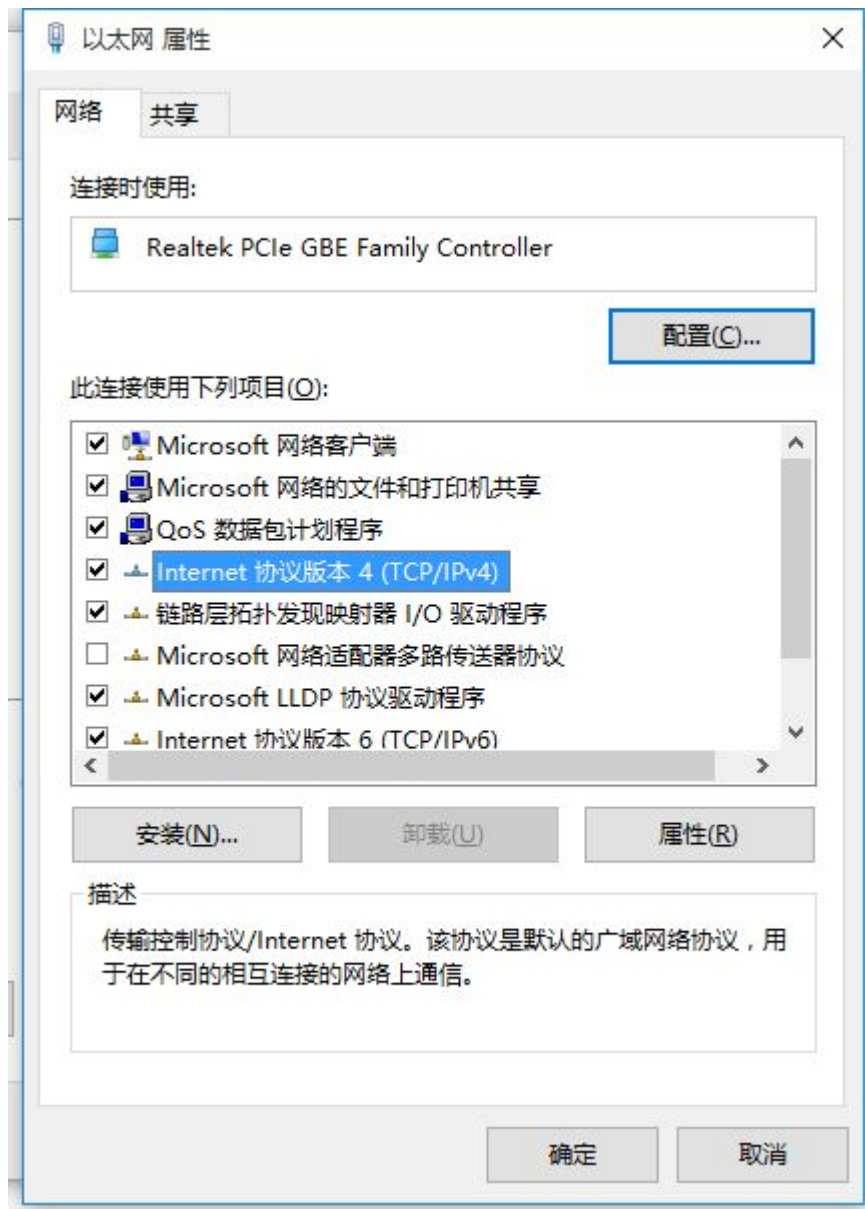 以太网 属性
网络
共享
连接时使用:
Realtek PCIe GBE Family Controller
配置(C)...
此连接使用下列项目(O):
Microsoft 网络客户端
Microsoft 网络的文件和打印机共享
QoS 数据包计划程序
Internet 协议版本 4 (TCP/IPv4)
链路层拓扑发现映射器 I/O 驱动程序
Microsoft 网络适配器多路传送器协议
Microsoft LLDP 协议驱动程序
Internet 协议版本 6 (TCP/IPv6)
安装(N)...
卸载(U)
属性(R)
描述
传输控制协议/Internet 协议。该协议是默认的广域网络协议，用
于在不同的相互连接的网络上通信。
确定
取消